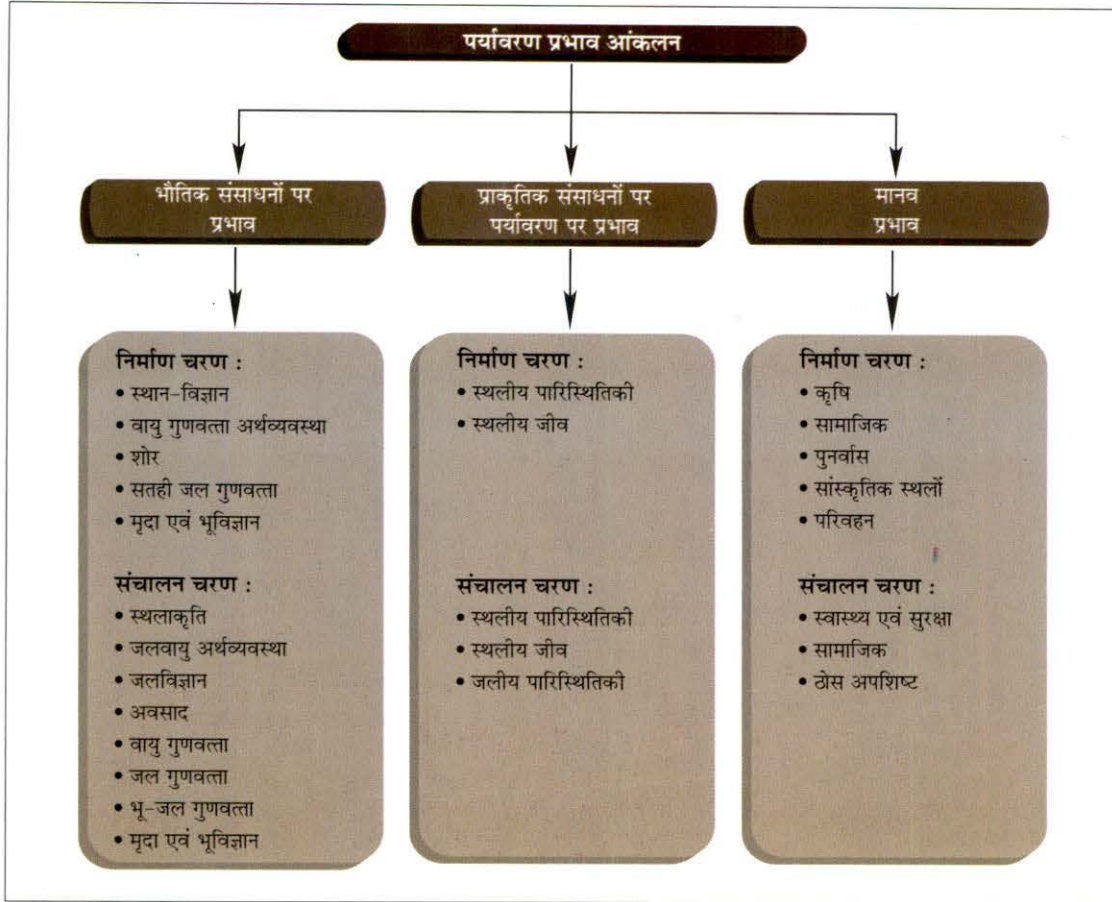 पर्यावरण प्रभाव आंकलन
भौतिक संसाधनों पर
प्रभाव
निर्माण चरण :
• स्थान-विज्ञान
• वायु गुणवत्ता अर्थव्यवस्था
• शोर
• सतही जल गुणवत्ता
• मृदा एवं भूविज्ञान
संचालन चरण :
• स्थलाकृति
• जलवायु अर्थव्यवस्था
• जलविज्ञान
• अवसाद
• वायु गुणवत्ता
• जल गुणवत्ता
• भू-जल गुणवत्ता
• मृदा एवं भूविज्ञान
प्राकृतिक संसाधनों पर
पर्यावरण पर प्रभाव
निर्माण चरण :
• स्थलीय पारिस्थितिकी
• स्थलीय जीव
संचालन चरण :
• स्थलीय पारिस्थितिकी
• स्थलीय जीव
• जलीय पारिस्थितिकी
मानव
प्रभाव
निर्माण चरण :
• कृषि
• सामाजिक
• पुनर्वास
• सांस्कृतिक स्थलों
• परिवहन
संचालन चरण :
• स्वास्थ्य एवं सुरक्षा
• सामाजिक
• ठोस अपशिष्ट